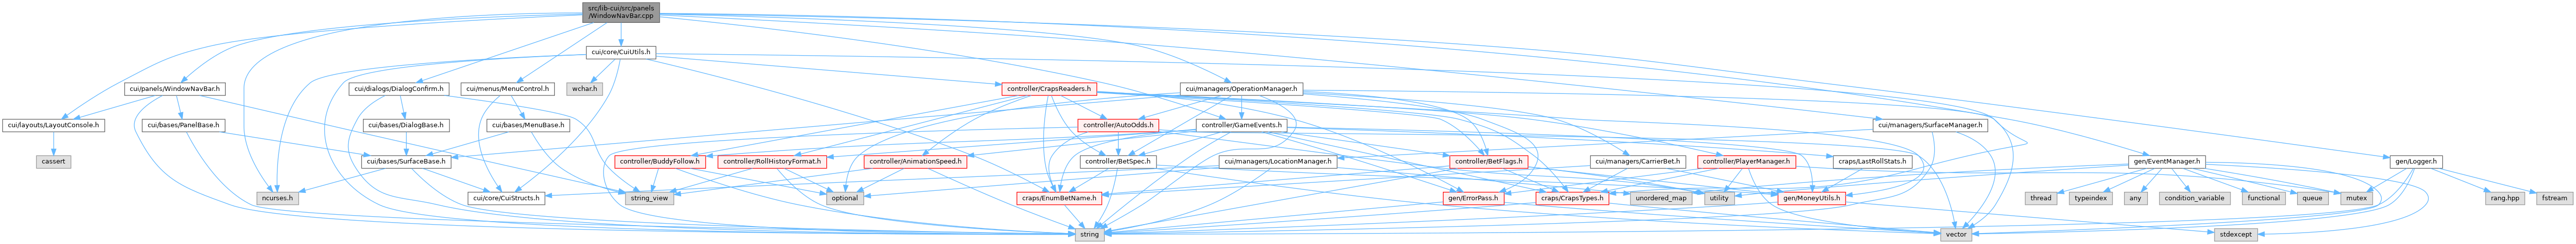 src/lib-cui/src/panels
/WindowNavBar.cpp
cui/core/CuiUtils.h
cui/panels/WindowNavBar.h
cui/dialogs/DialogConfirm.h
cui/menus/MenuControl.h
wchar.h
controller/CrapsReaders.h
cui/managers/OperationManager.h
cui/layouts/LayoutConsole.h
cui/bases/PanelBase.h
cui/bases/DialogBase.h
cui/bases/MenuBase.h
controller/AutoOdds.h
controller/GameEvents.h
cui/managers/SurfaceManager.h
cassert
cui/bases/SurfaceBase.h
controller/BuddyFollow.h
controller/RollHistoryFormat.h
controller/AnimationSpeed.h
controller/BetSpec.h
cui/managers/LocationManager.h
controller/BetFlags.h
cui/managers/CarrierBet.h
controller/PlayerManager.h
craps/LastRollStats.h
gen/EventManager.h
gen/Logger.h
ncurses.h
cui/core/CuiStructs.h
string_view
optional
craps/EnumBetName.h
gen/ErrorPass.h
craps/CrapsTypes.h
unordered_map
utility
gen/MoneyUtils.h
thread
typeindex
any
condition_variable
functional
queue
mutex
rang.hpp
fstream
string
vector
stdexcept